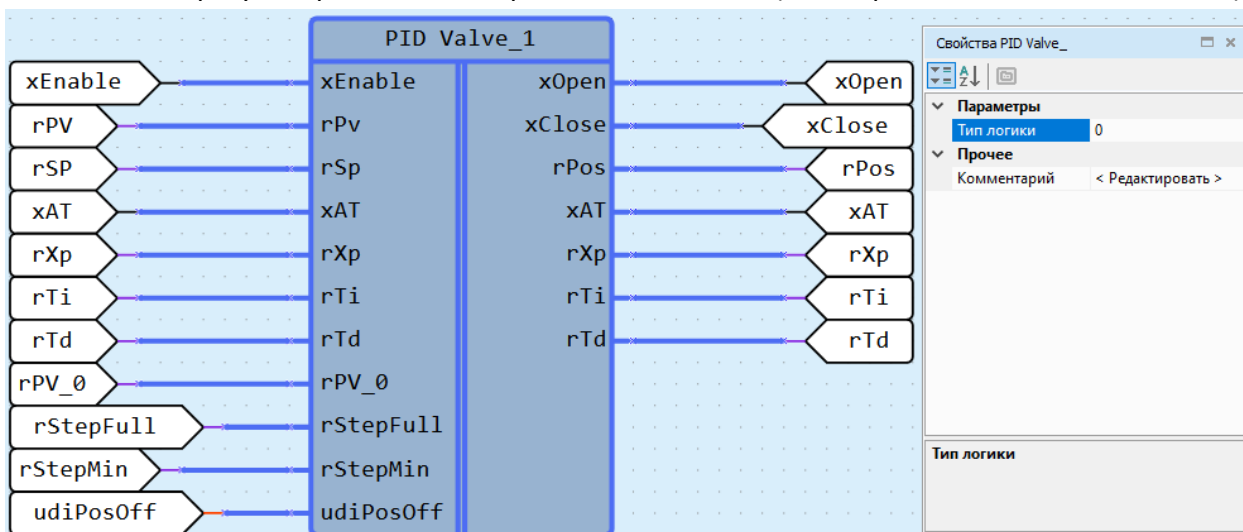 PID Valve_1
xEnable xEnable xOpen xOpen
rPV rPv xClose xClose
rSP rSp rPos rPos
xAT xAT xAT xAT
rXp rXp rXp rXp
rTi rTi rTi rTi
rTd rTd rTd rTd
rPV_0 rPV_0
rStepFull rStepFull
rStepMin rStepMin
udiPosOff udiPosOff
Свойства PID Valve_
Параметры
Тип логики 0
Прочее
Комментарий < Редактировать >
Тип логики